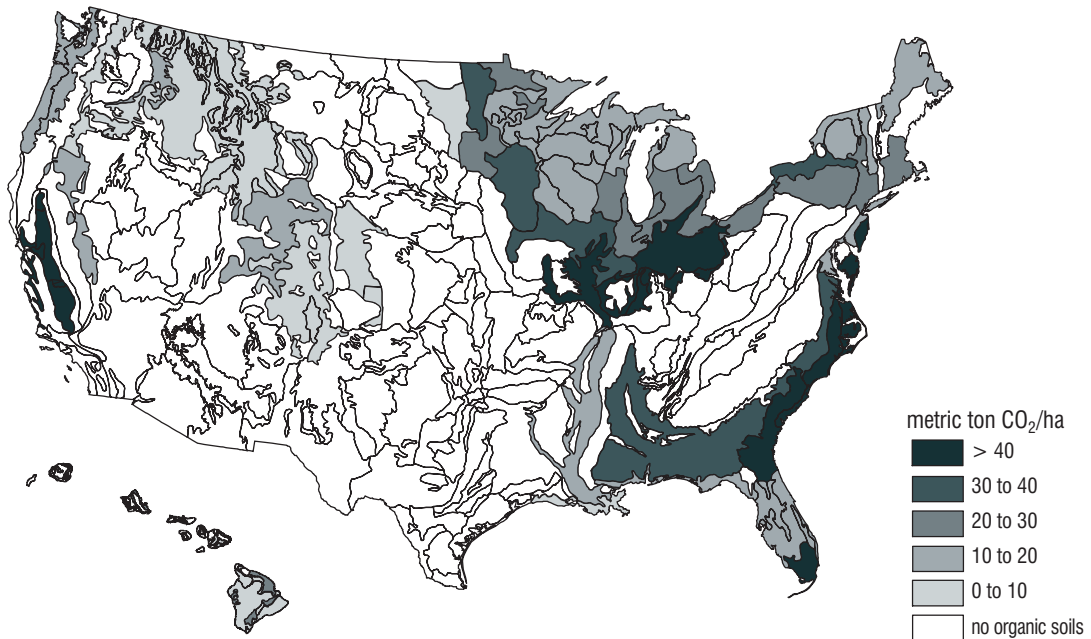 metric ton CO₂/ha
> 40
30 to 40
20 to 30
10 to 20
0 to 10
no organic soils